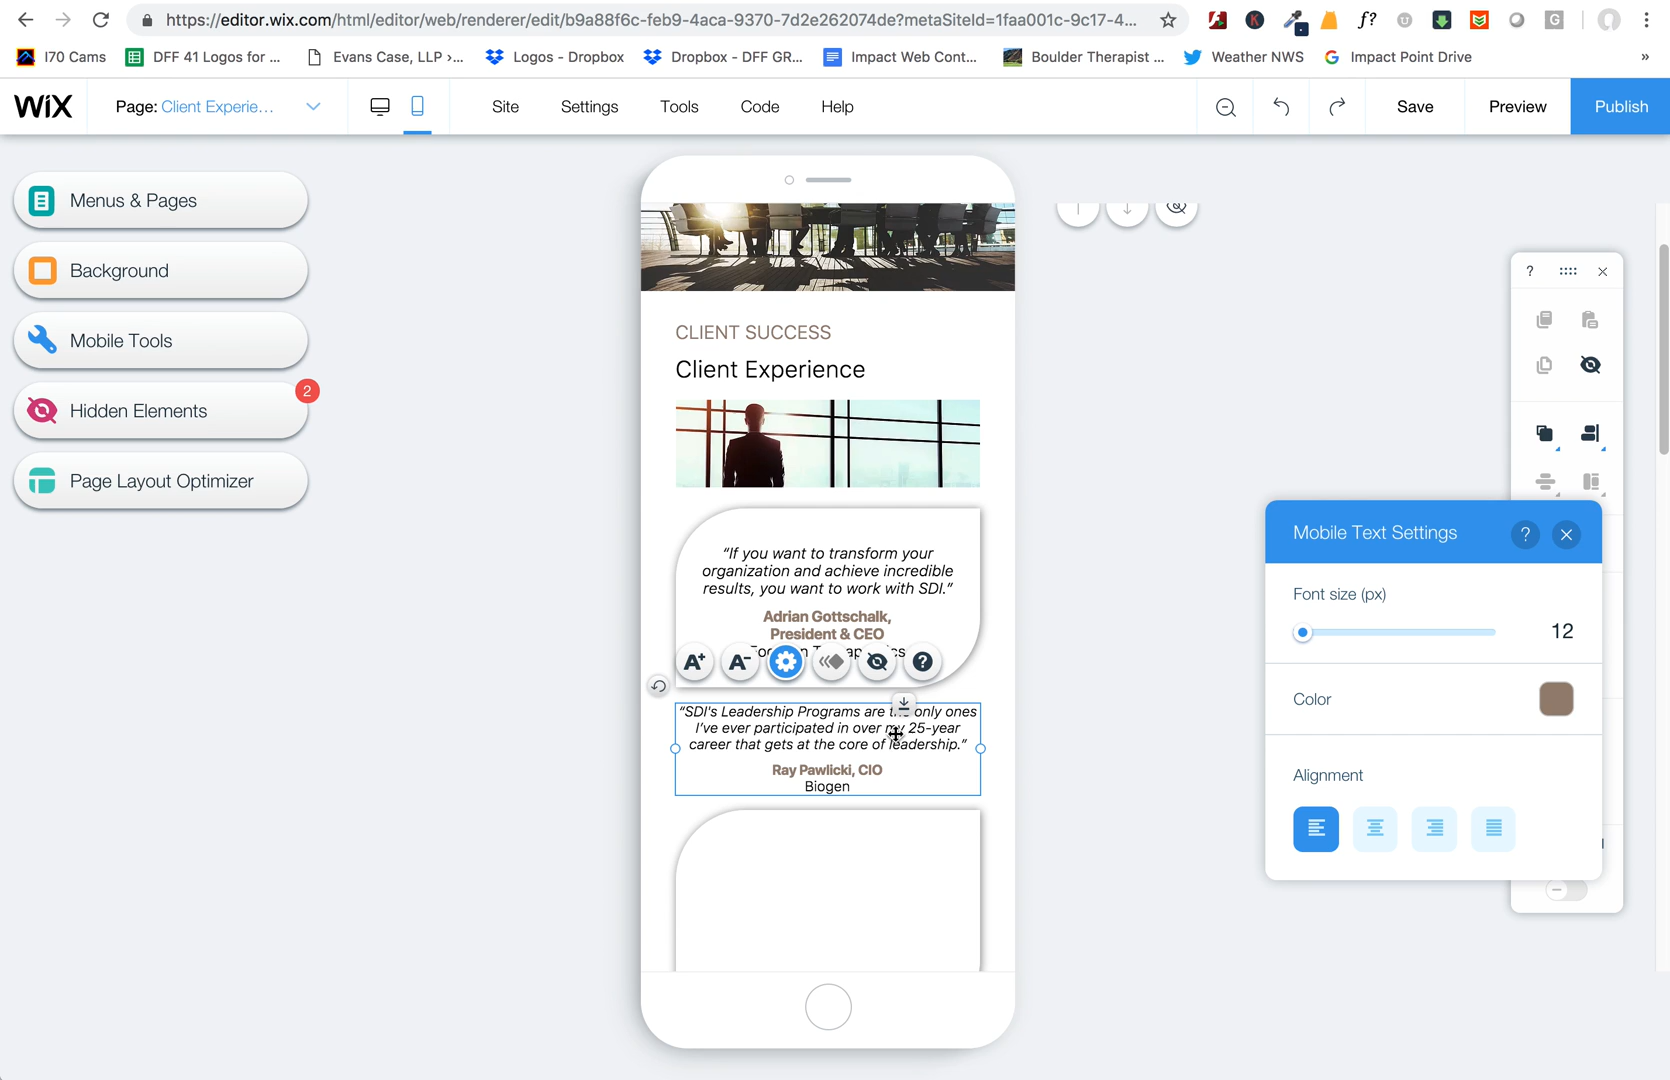 https://editor.wix.com/html/editor/web/renderer/edit/b9a88f6c-feb9-4aca-9370-7d2e262074de?metaSiteId=1faa001c-9c17-4...
K
f?
G
I70 Cams
DFF 41 Logos for ...
Evans Case, LLP ›...
Logos - Dropbox
Dropbox - DFF GR...
Impact Web Cont...
Boulder Therapist ...
Weather NWS
Impact Point Drive
»
WiX
Page: Client Experie...
Site
Settings
Tools
Code
Help
Save
Preview
Publish
Menus & Pages
Background
Mobile Tools
2
Hidden Elements
Page Layout Optimizer
CLIENT SUCCESS
Client Experience
“If you want to transform your
organization and achieve incredible
results, you want to work with SDI.”
Adrian Gottschalk,
President & CEO
A+
A-
?
“SDI's Leadership Programs are only ones
I've ever participated in over my 25-year
career that gets at the core of leadership.”
Ray Pawlicki, CIO
Biogen
?
Mobile Text Settings
?
Font size (px)
12
Color
Alignment